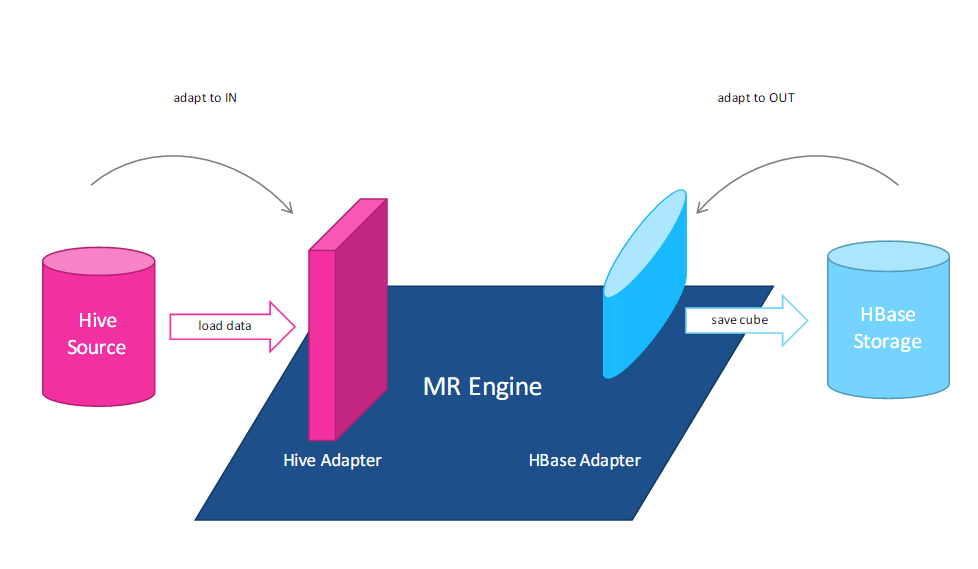 adapt to IN
adapt to OUT
Hive
Source
load data
save cube
HBase
Storage
MR Engine
Hive Adapter
HBase Adapter